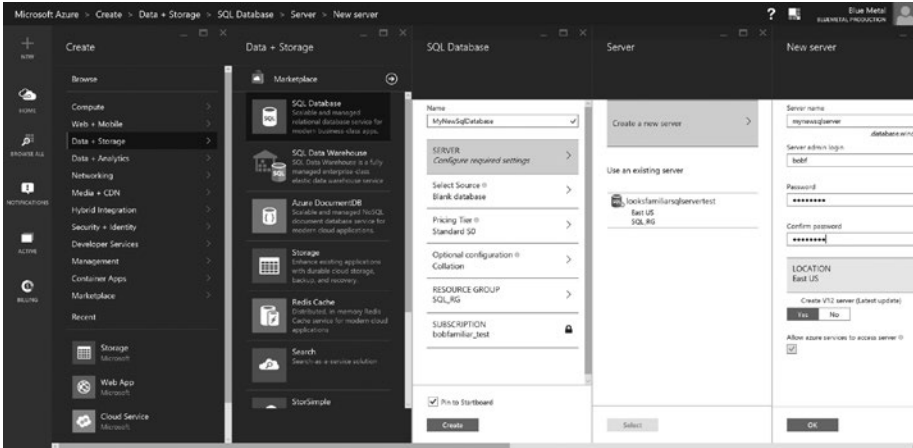 Microsoft Azure > Create > Data + Storage > SQL Database > Server > New server
?
Blue Metal
BLUEMETAL PRODUCTION
NEW
HOME
BROWSE ALL
NOTIFICATIONS
ACTIVE
BILLING
Create
Browse
Compute
Web + Mobile
Data + Storage
Data + Analytics
Networking
Media + CDN
Hybrid Integration
Security + Identity
Developer Services
Management
Container Apps
Marketplace
Recent
Storage
Microsoft
Web App
Microsoft
Cloud Service
Microsoft
Data + Storage
Marketplace
SQL Database
Scalable and managed
relational database service for
modern business-class apps.
SQL Data Warehouse
SQL Data Warehouse is a fully
managed enterprise-class
elastic data warehouse service
Azure DocumentDB
Scalable and managed NoSQL
document database service for
modern cloud applications.
Storage
Enhance existing applications
with durable cloud storage,
backup, and recovery.
Redis Cache
Distributed, in-memory Redis
Cache service for modern cloud
applications
Search
Search-as-a-service solution
StorSimple
SQL Database
Name
MyNewSqlDatabase
SERVER
Configure required settings
Select Source
Blank database
Pricing Tier
Standard S0
Optional configuration
Collation
RESOURCE GROUP
SQL_RG
SUBSCRIPTION
bobfamiliar_test
Pin to Startboard
Create
Server
Create a new server
Use an existing server
looksfamiliarsqlservertest
East US
SQL_RG
Select
New server
Server name
mynewsqlserver
.database.wind
Server admin login
bobf
Password
Confirm password
LOCATION
East US
Create V12 server (Latest update)
Yes No
Allow azure services to access server
OK